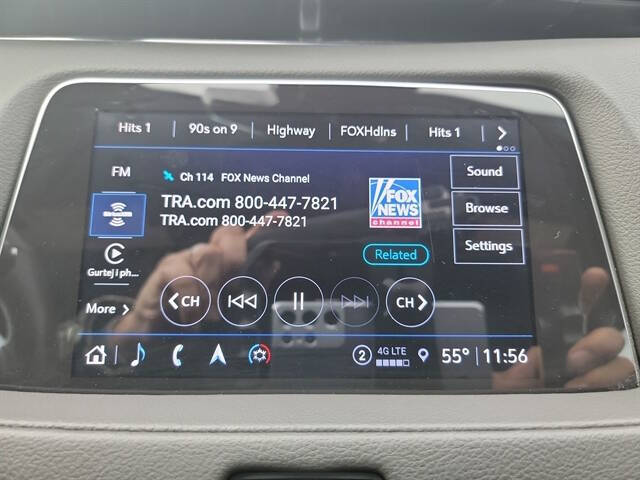 Hits 1 90s on 9 Highway FOXHdlns Hits 1
FM
Ch 114 FOX News Channel
Sound
TRA.com 800-447-7821
TRA.com 800-447-7821
FOX
NEWS
channel
Browse
SiriusXM
Settings
Related
Gurtej i ph...
More
CH
CH
2 4G LTE 55° 11:56